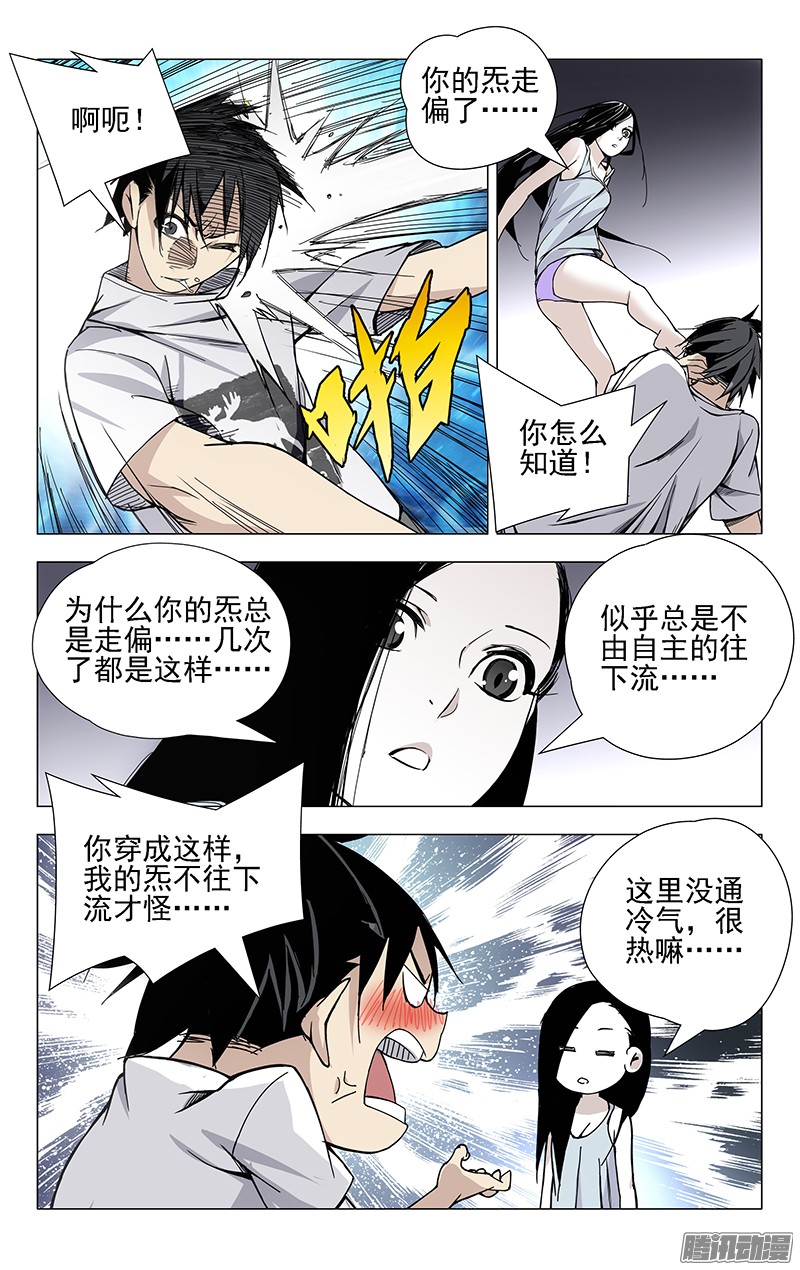 啊呃！
你的炁走
偏了……
啪
你怎么
知道！
为什么你的炁总
是走偏……几次
了都是这样……
似乎总是不
由自主的往
下流……
你穿成这样，
我的炁不往下
流才怪……
这里没通
冷气，很
热嘛……
腾讯动漫